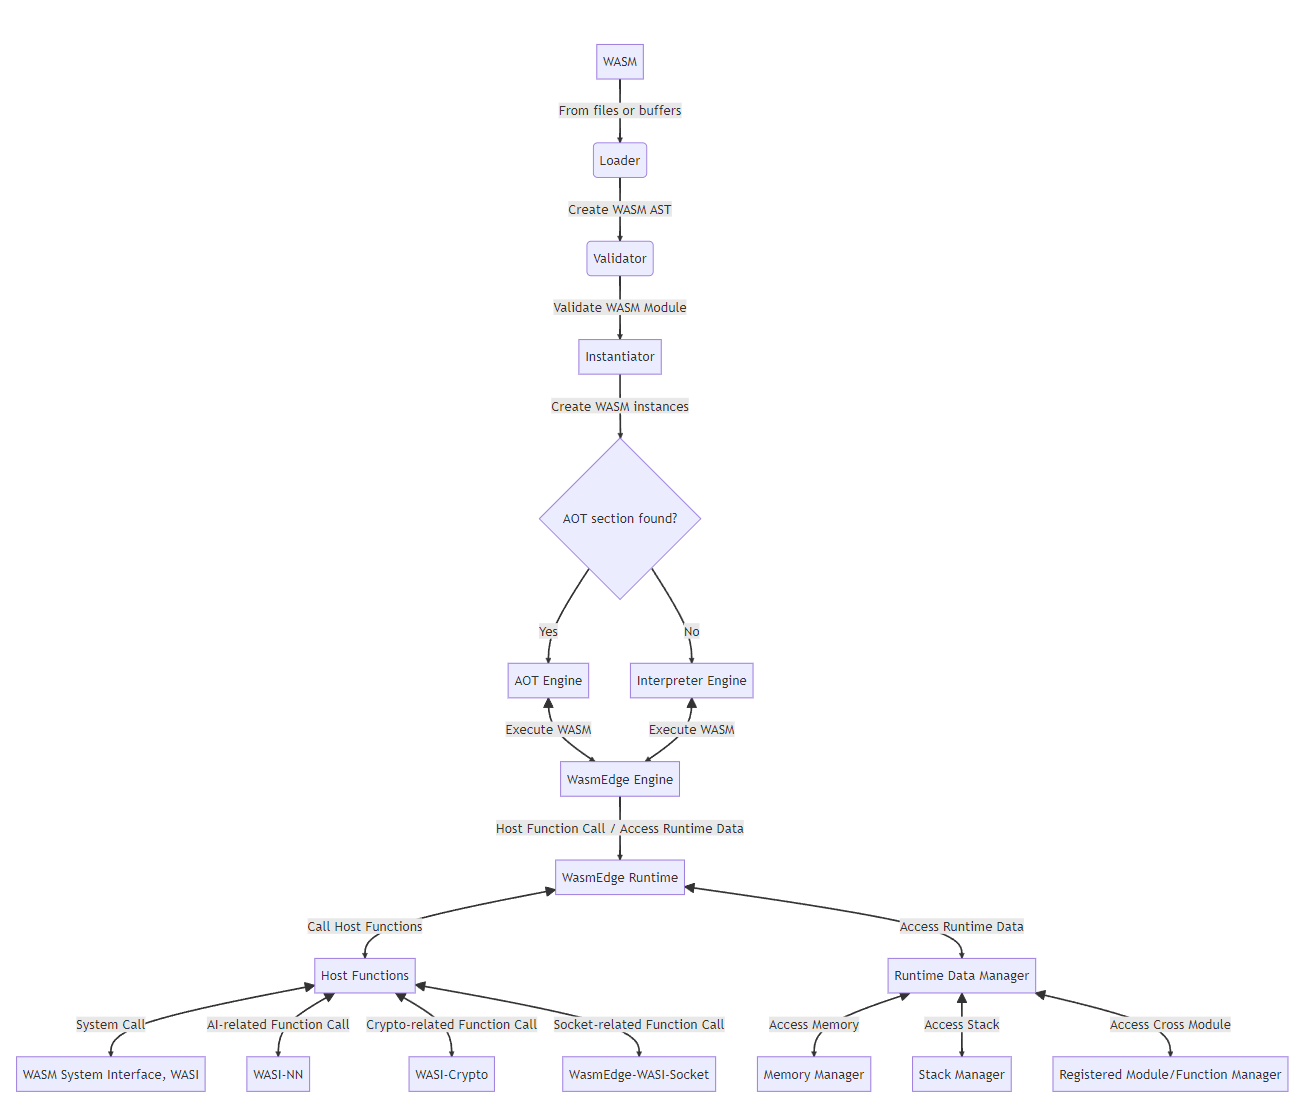 WASM
From files or buffers
Loader
Create WASM AST
Validator
Validate WASM Module
Instantiator
Create WASM instances
AOT section found?
Yes
No
AOT Engine
Interpreter Engine
Execute WASM
Execute WASM
WasmEdge Engine
Host Function Call / Access Runtime Data
WasmEdge Runtime
Call Host Functions
Access Runtime Data
Host Functions
Runtime Data Manager
System Call
AI-related Function Call
Crypto-related Function Call
Socket-related Function Call
Access Memory
Access Stack
Access Cross Module
WASM System Interface, WASI
WASI-NN
WASI-Crypto
WasmEdge-WASI-Socket
Memory Manager
Stack Manager
Registered Module/Function Manager